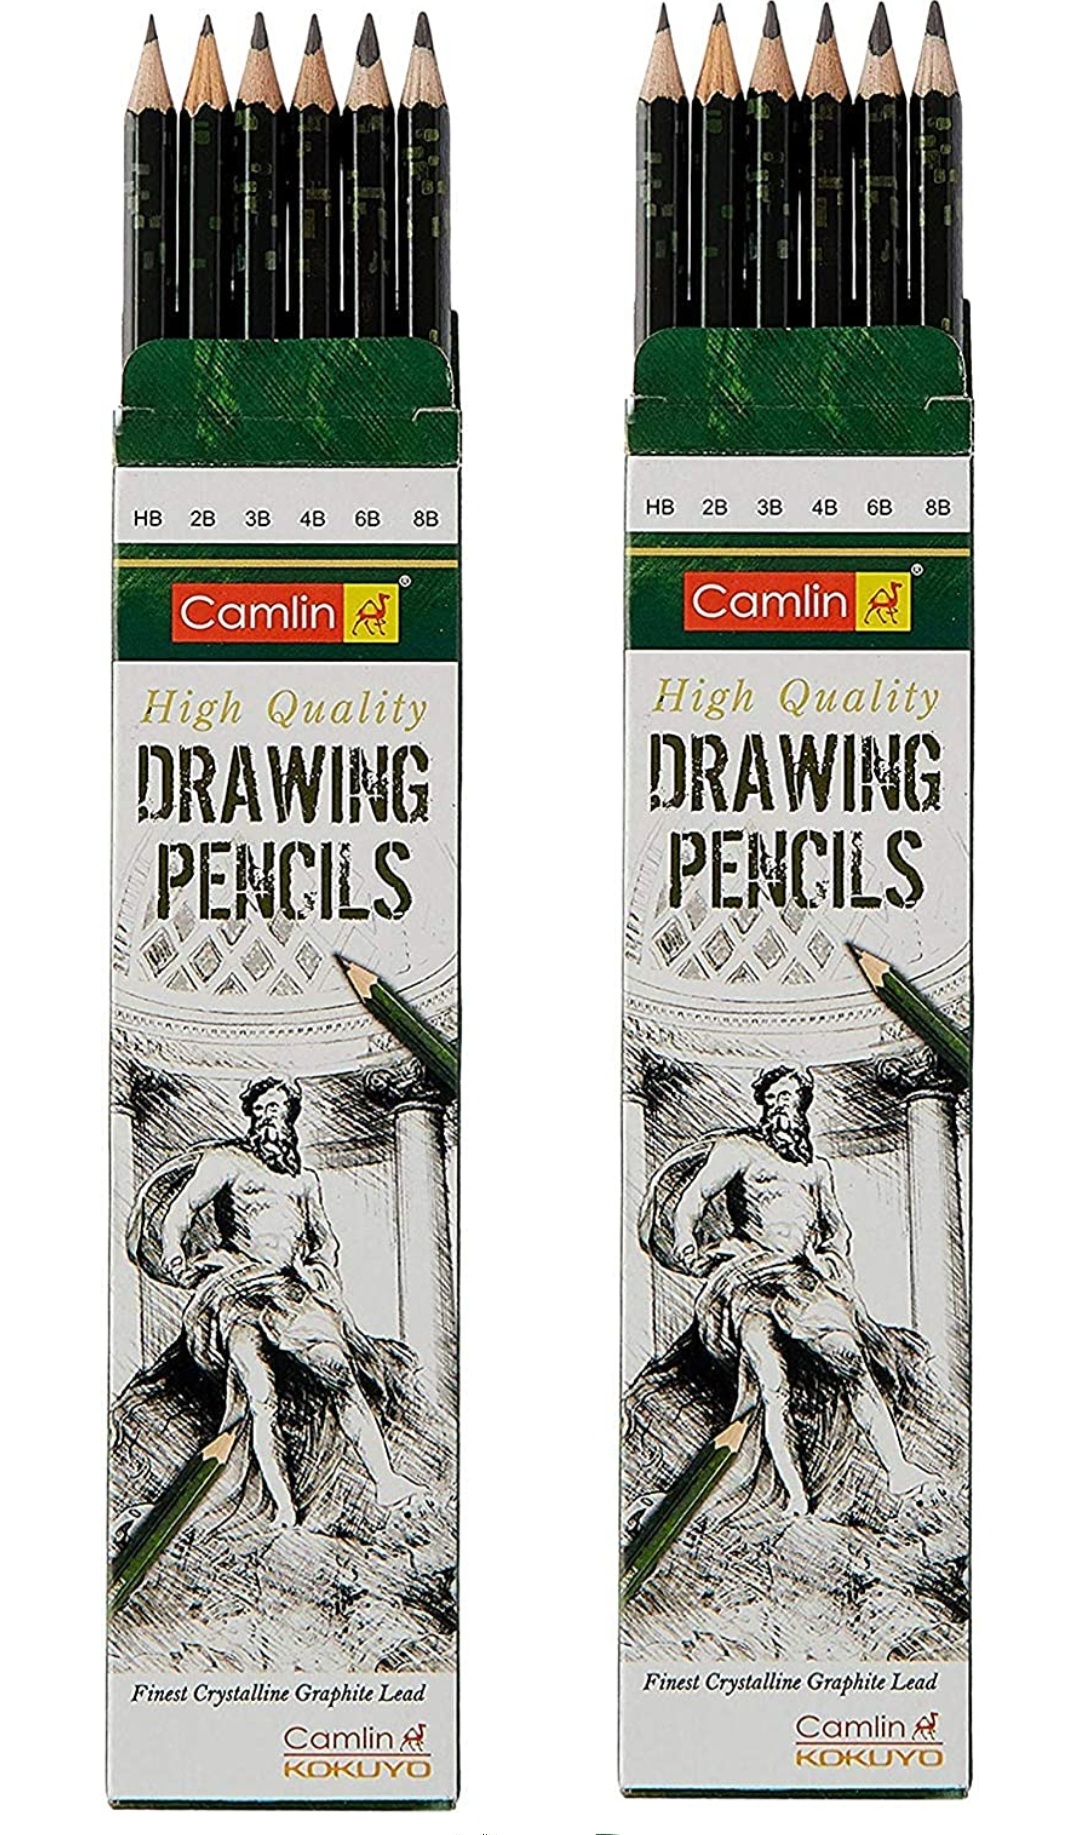 HB 2B 3B 4B 6B 8B
Camlin®
High Quality
DRAWING
PENCILS
Finest Crystalline Graphite Lead
Camlin
KOKUYO
HB 2B 3B 4B 6B 8B
Camlin®
High Quality
DRAWING
PENCILS
Finest Crystalline Graphite Lead
Camlin
KOKUYO